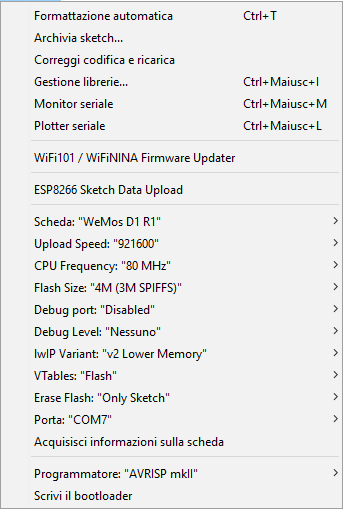 Formattazione automatica Ctrl+T
Archivia sketch...
Correggi codifica e ricarica
Gestione librerie... Ctrl+Maiusc+I
Monitor seriale Ctrl+Maiusc+M
Plotter seriale Ctrl+Maiusc+L
WiFi101 / WiFiNINA Firmware Updater
ESP8266 Sketch Data Upload
Scheda: "WeMos D1 R1"
Upload Speed: "921600"
CPU Frequency: "80 MHz"
Flash Size: "4M (3M SPIFFS)"
Debug port: "Disabled"
Debug Level: "Nessuno"
lwIP Variant: "v2 Lower Memory"
VTables: "Flash"
Erase Flash: "Only Sketch"
Porta: "COM7"
Acquisisci informazioni sulla scheda
Programmatore: "AVRISP mkII"
Scrivi il bootloader